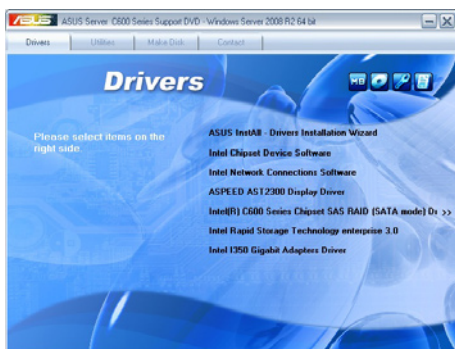 ASUS ASUS Server C600 Series Support DVD - Windows Server 2008 R2 64 bit
Drivers Utilities Make Disk Contact
Drivers
Please select items on the right side.
ASUS InstAll - Drivers Installation Wizard
Intel Chipset Device Software
Intel Network Connections Software
ASPEED AST2300 Display Driver
Intel(R) C600 Series Chipset SAS RAID (SATA mode) Dr >>
Intel Rapid Storage Technology enterprise 3.0
Intel I350 Gigabit Adapters Driver